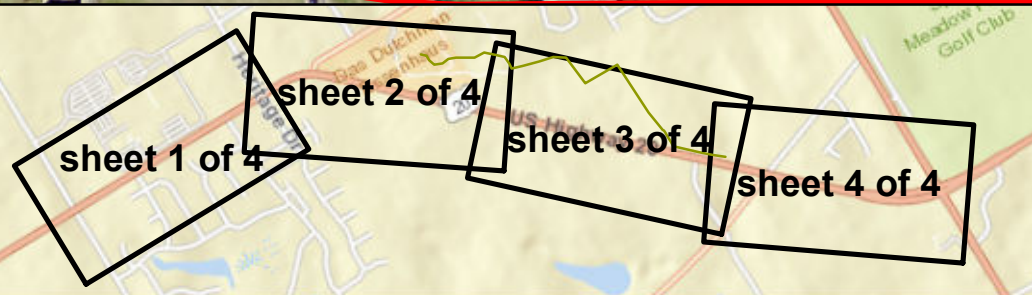 Das Dutchman
Meadow
Golf Club
Heritage Dr
sheet 1 of 4
sheet 2 of 4
20
US Highway 20
sheet 3 of 4
sheet 4 of 4